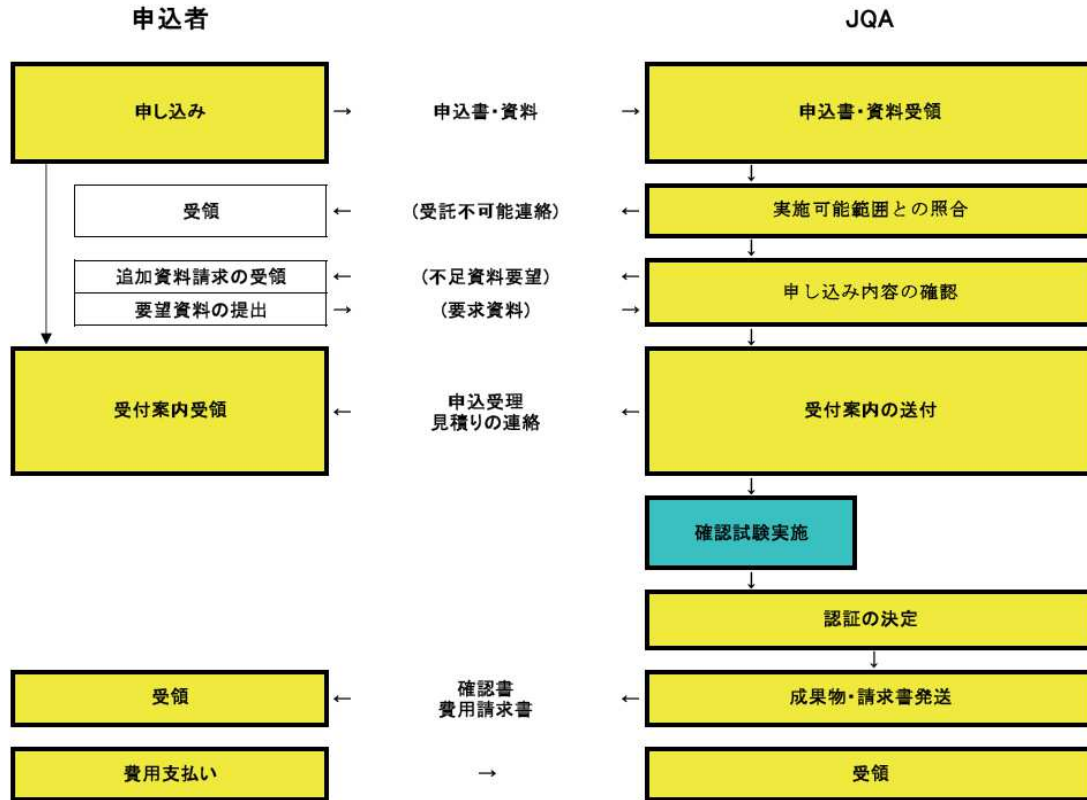 申込者
JQA
申し込み
→
申込書・資料
→
申込書・資料受領
↓
受領
←
(受託不可能連絡)
←
実施可能範囲との照合
↓
追加資料請求の受領
←
(不足資料要望)
←
申し込み内容の確認
要望資料の提出
→
(要求資料)
→
↓
受付案内受領
←
申込受理
見積りの連絡
←
受付案内の送付
↓
確認試験実施
↓
認証の決定
↓
受領
←
確認書
費用請求書
←
成果物・請求書発送
費用支払い
→
受領